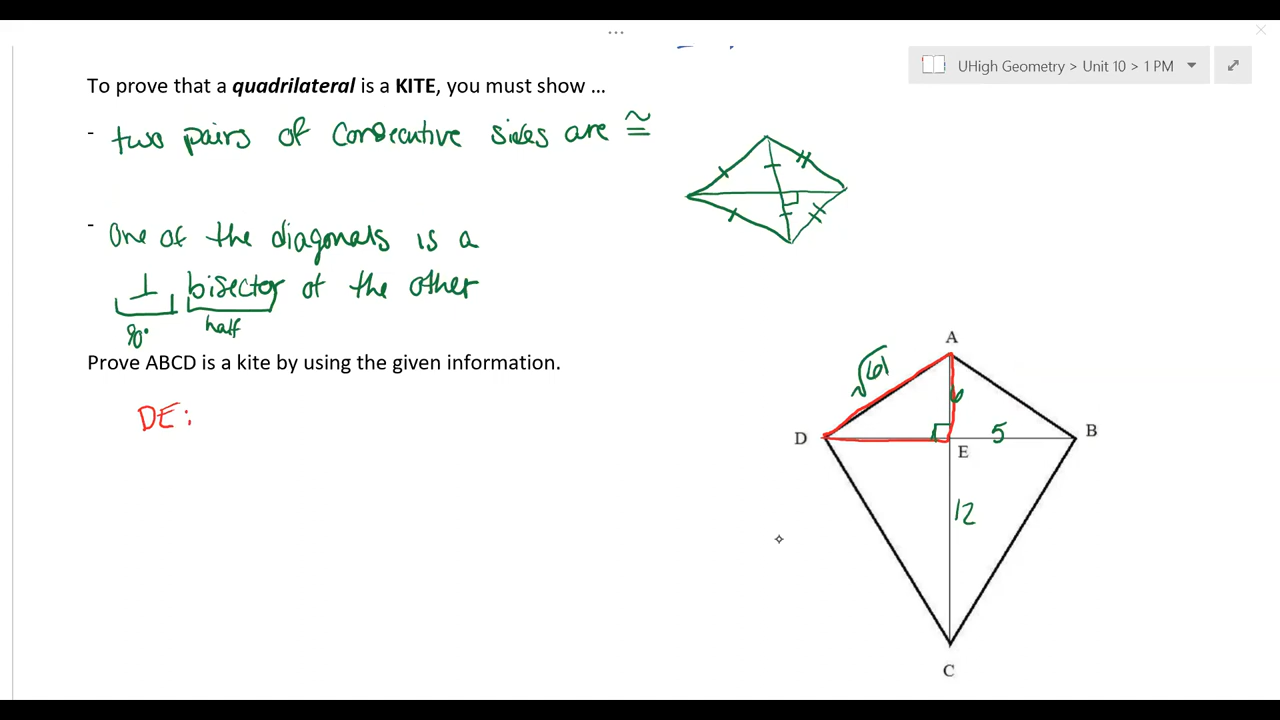 ...
UHigh Geometry > Unit 10 > 1 PM
To prove that a quadrilateral is a KITE, you must show ...
- two pairs of consecutive sides are ≅
- One of the diagonals is a
⊥ bisector of the other
90° half
Prove ABCD is a kite by using the given information.
DE:
A
√61
6
D
5
B
E
12
C